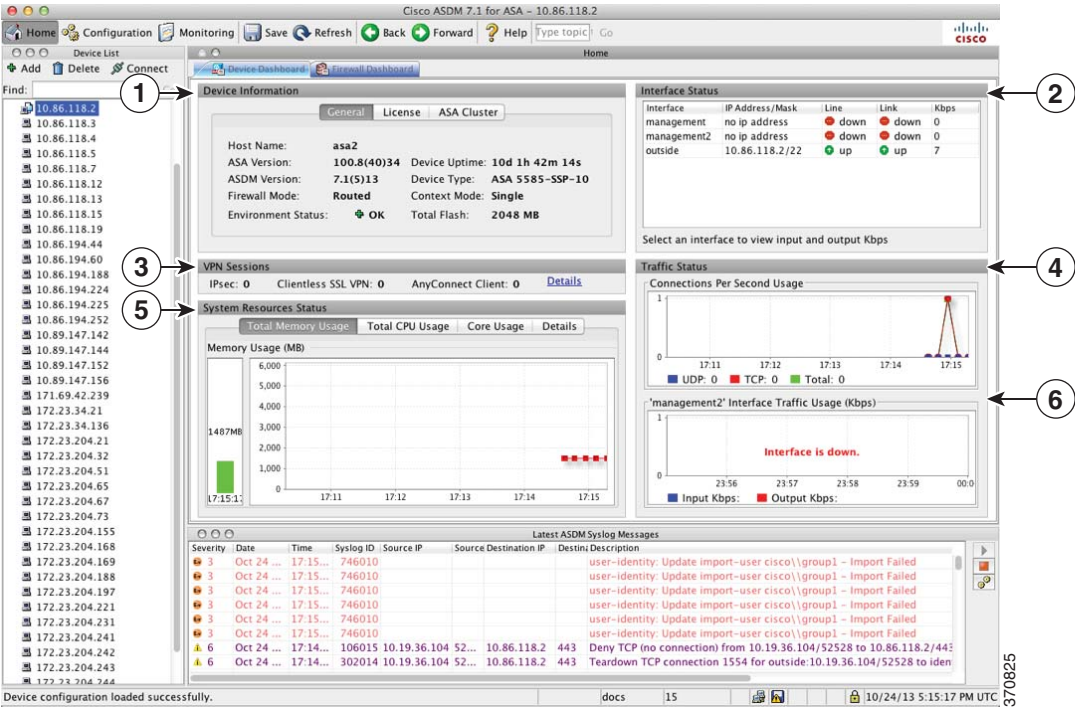 Cisco ASDM 7.1 for ASA – 10.86.118.2
Home Configuration Monitoring Save Refresh Back Forward Help Type topic Go
CISCO
Device List
Add Delete Connect
Find: Go
10.86.118.2
10.86.118.3
10.86.118.4
10.86.118.5
10.86.118.7
10.86.118.12
10.86.118.13
10.86.118.15
10.86.118.19
10.86.194.44
10.86.194.60
10.86.194.188
10.86.194.224
10.86.194.225
10.86.194.252
10.89.147.142
10.89.147.144
10.89.147.152
10.89.147.156
171.69.42.239
172.23.34.21
172.23.34.136
172.23.204.21
172.23.204.32
172.23.204.51
172.23.204.65
172.23.204.67
172.23.204.73
172.23.204.155
172.23.204.168
172.23.204.169
172.23.204.188
172.23.204.197
172.23.204.221
172.23.204.231
172.23.204.241
172.23.204.242
172.23.204.243
172.23.204.244
Home
Device Dashboard Firewall Dashboard
1
Device Information
General License ASA Cluster
Host Name: asa2
ASA Version: 100.8(40)34 Device Uptime: 10d 1h 42m 14s
ASDM Version: 7.1(5)13 Device Type: ASA 5585-SSP-10
Firewall Mode: Routed Context Mode: Single
Environment Status: OK Total Flash: 2048 MB
2
Interface Status
Interface IP Address/Mask Line Link Kbps
management no ip address down down 0
management2 no ip address down down 0
outside 10.86.118.2/22 up up 7
Select an interface to view input and output Kbps
3
VPN Sessions
IPsec: 0 Clientless SSL VPN: 0 AnyConnect Client: 0 Details
4
Traffic Status
Connections Per Second Usage
1
0
17:11 17:12 17:13 17:14 17:15
UDP: 0 TCP: 0 Total: 0
5
System Resources Status
Total Memory Usage Total CPU Usage Core Usage Details
Memory Usage (MB)
1487MB
17:15:1
6,000
5,000
4,000
3,000
2,000
1,000
0
17:11 17:12 17:13 17:14 17:15
6
'management2' Interface Traffic Usage (Kbps)
1
Interface is down.
0
23:56 23:57 23:58 23:59 00:0
Input Kbps: Output Kbps:
Latest ASDM Syslog Messages
Severity Date Time Syslog ID Source IP Source Destination IP Destina Description
3 Oct 24 ... 17:15... 746010 user-identity: Update import-user cisco\\group1 – Import Failed
3 Oct 24 ... 17:15... 746010 user-identity: Update import-user cisco\\group1 – Import Failed
3 Oct 24 ... 17:15... 746010 user-identity: Update import-user cisco\\group1 – Import Failed
3 Oct 24 ... 17:15... 746010 user-identity: Update import-user cisco\\group1 – Import Failed
3 Oct 24 ... 17:15... 746010 user-identity: Update import-user cisco\\group1 – Import Failed
3 Oct 24 ... 17:15... 746010 user-identity: Update import-user cisco\\group1 – Import Failed
6 Oct 24 ... 17:14... 106015 10.19.36.104 52... 10.86.118.2 443 Deny TCP (no connection) from 10.19.36.104/52528 to 10.86.118.2/443
6 Oct 24 ... 17:14... 302014 10.19.36.104 52... 10.86.118.2 443 Teardown TCP connection 1554 for outside:10.19.36.104/52528 to iden
Device configuration loaded successfully. docs 15 10/24/13 5:15:17 PM UTC
370825